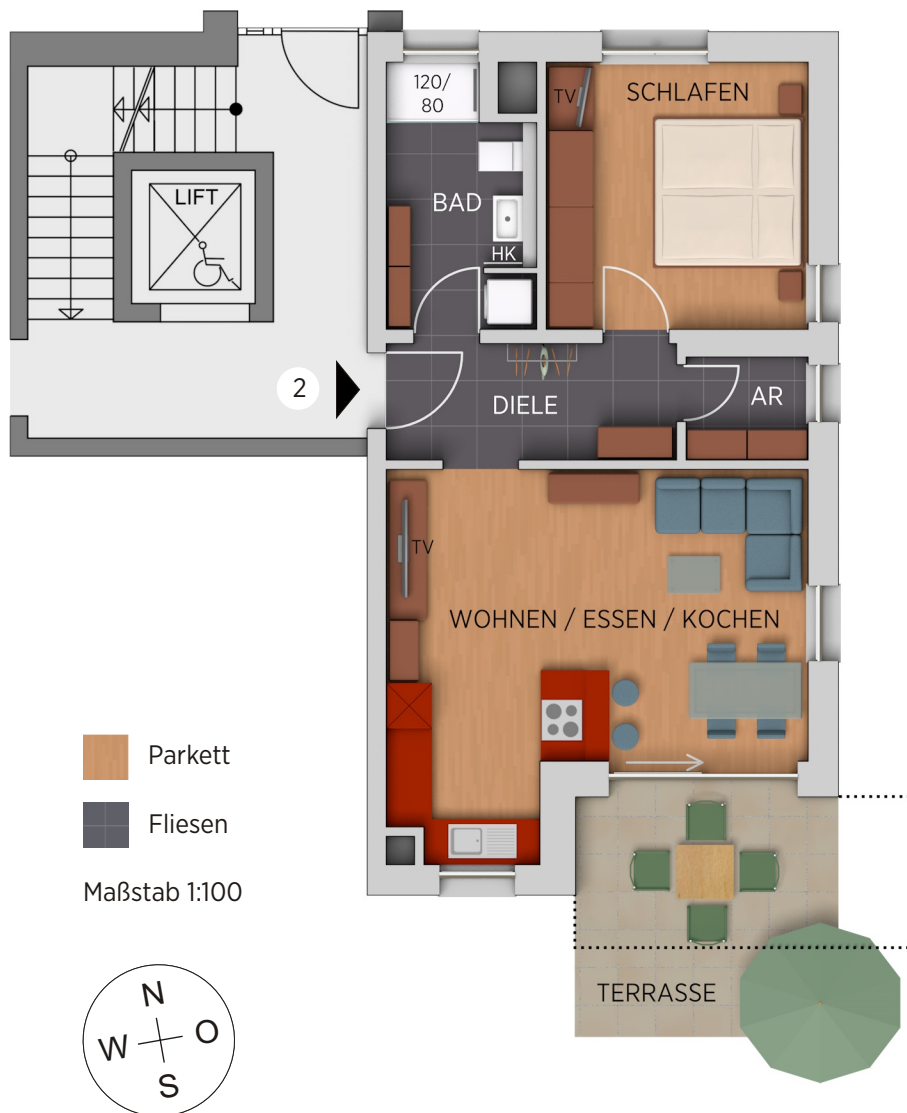 120/
80
TV
SCHLAFEN
LIFT
BAD
HK
2
DIELE
AR
TV
WOHNEN / ESSEN / KOCHEN
Parkett
Fliesen
Maßstab 1:100
TERRASSE
N
W O
S